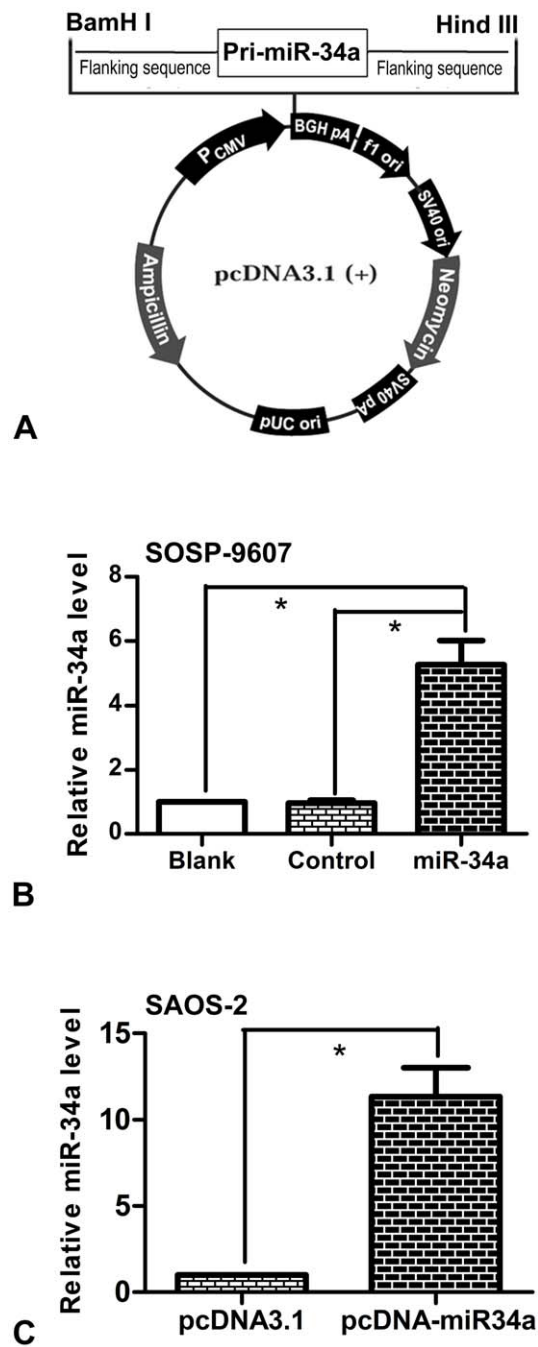 BamH I Hind III
Flanking sequence Pri-miR-34a Flanking sequence
PCMV BGH pA f1 ori
SV40 ori
Ampicillin pcDNA3.1 (+) Neomycin
SV40 pA
pUC ori
A
SOSP-9607
Relative miR-34a level
8
6
4
2
0
*
*
Blank Control miR-34a
B
SAOS-2
Relative miR-34a level
15
10
5
0
*
pcDNA3.1 pcDNA-miR34a
C